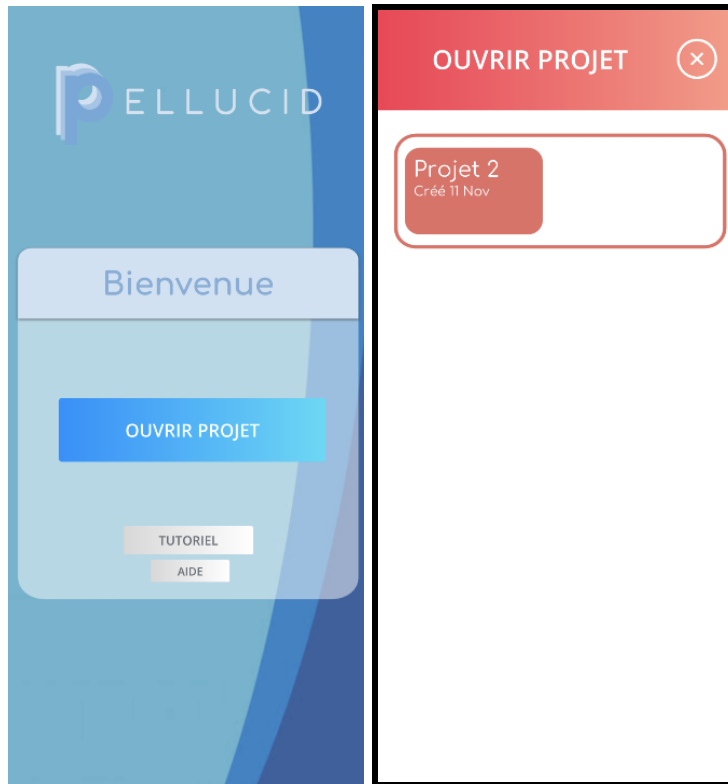 PELLUCID
Bienvenue
OUVRIR PROJET
TUTORIEL
AIDE
OUVRIR PROJET
Projet 2
Créé 11 Nov